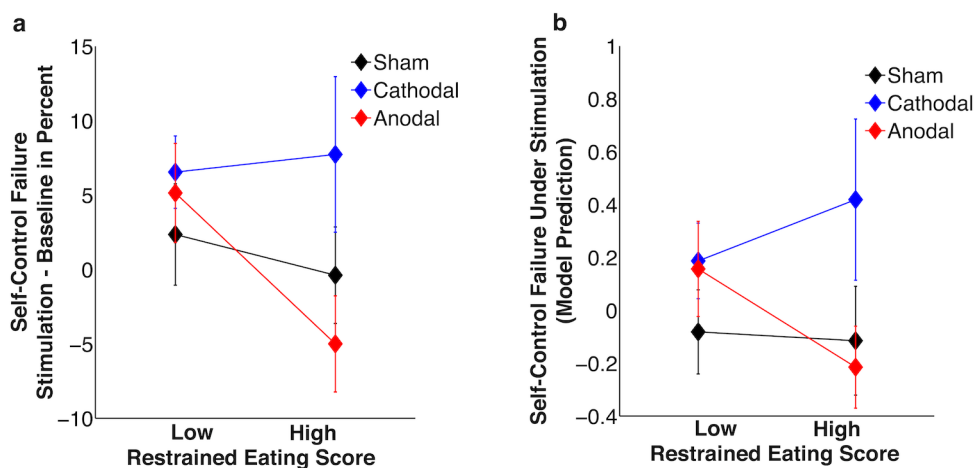 a
Self-Control Failure
Stimulation - Baseline in Percent
15
10
5
0
−5
−10
Sham
Cathodal
Anodal
Low High
Restrained Eating Score
b
Self-Control Failure Under Stimulation
(Model Prediction)
1
0.8
0.6
0.4
0.2
0
−0.2
−0.4
Sham
Cathodal
Anodal
Low High
Restrained Eating Score